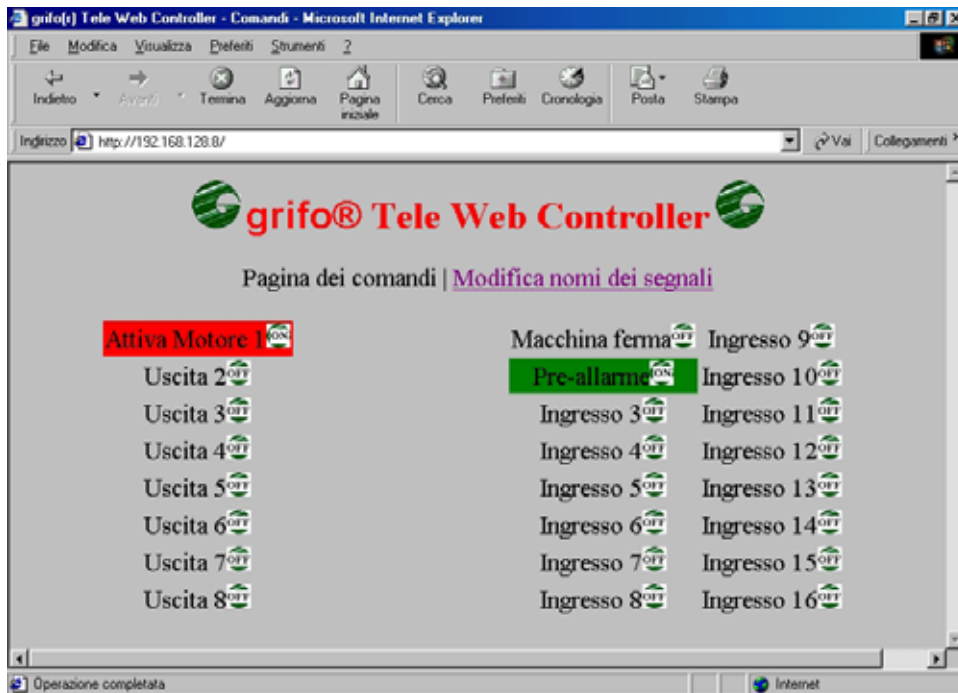 grifo(r) Tele Web Controller - Comandi - Microsoft Internet Explorer
File Modifica Visualizza Preferiti Strumenti ?
Indietro Avanti Termina Aggiorna Pagina iniziale Cerca Preferiti Cronologia Posta Stampa
Indirizzo http://192.168.128.8/ Vai Collegamenti
grifo® Tele Web Controller
Pagina dei comandi | Modifica nomi dei segnali
Attiva Motore 1 ON Macchina ferma OFF Ingresso 9 OFF
Uscita 2 OFF Pre-allarme ON Ingresso 10 OFF
Uscita 3 OFF Ingresso 3 OFF Ingresso 11 OFF
Uscita 4 OFF Ingresso 4 OFF Ingresso 12 OFF
Uscita 5 OFF Ingresso 5 OFF Ingresso 13 OFF
Uscita 6 OFF Ingresso 6 OFF Ingresso 14 OFF
Uscita 7 OFF Ingresso 7 OFF Ingresso 15 OFF
Uscita 8 OFF Ingresso 8 OFF Ingresso 16 OFF
Operazione completata Internet